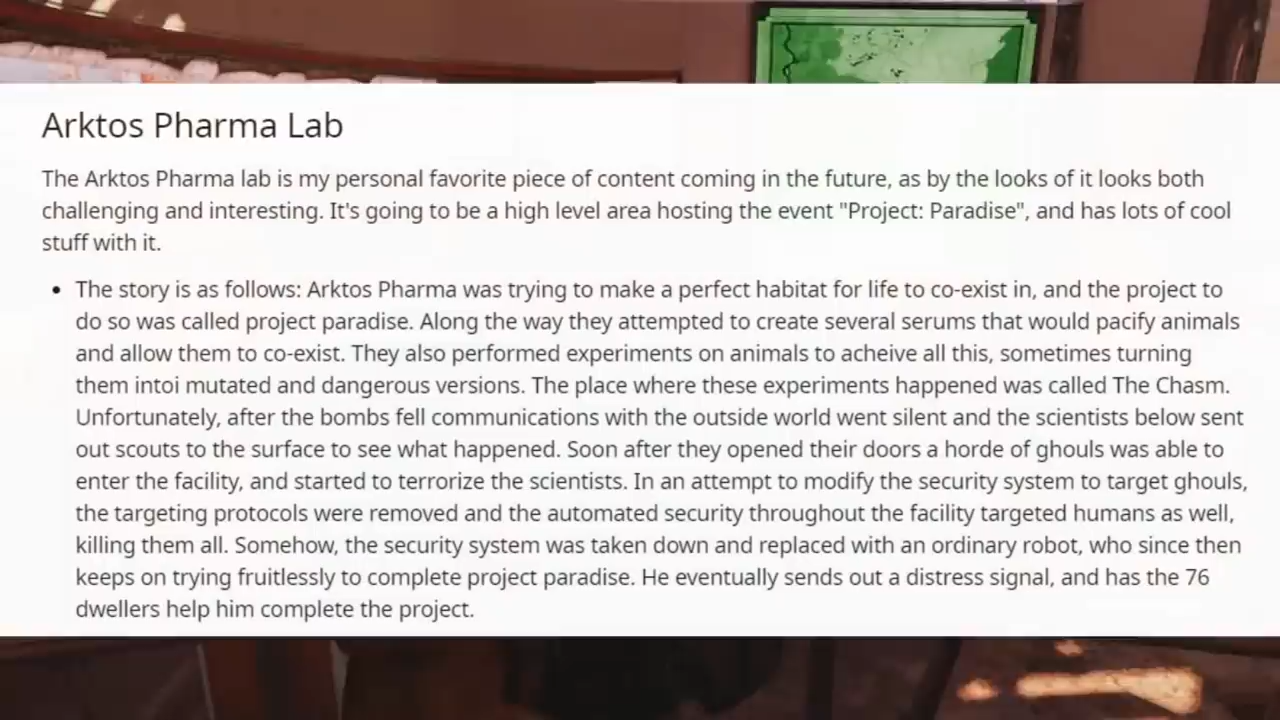 Arktos Pharma Lab
The Arktos Pharma lab is my personal favorite piece of content coming in the future, as by the looks of it looks both
challenging and interesting. It's going to be a high level area hosting the event "Project: Paradise", and has lots of cool
stuff with it.
• The story is as follows: Arktos Pharma was trying to make a perfect habitat for life to co-exist in, and the project to
do so was called project paradise. Along the way they attempted to create several serums that would pacify animals
and allow them to co-exist. They also performed experiments on animals to acheive all this, sometimes turning
them intoi mutated and dangerous versions. The place where these experiments happened was called The Chasm.
Unfortunately, after the bombs fell communications with the outside world went silent and the scientists below sent
out scouts to the surface to see what happened. Soon after they opened their doors a horde of ghouls was able to
enter the facility, and started to terrorize the scientists. In an attempt to modify the security system to target ghouls,
the targeting protocols were removed and the automated security throughout the facility targeted humans as well,
killing them all. Somehow, the security system was taken down and replaced with an ordinary robot, who since then
keeps on trying fruitlessly to complete project paradise. He eventually sends out a distress signal, and has the 76
dwellers help him complete the project.